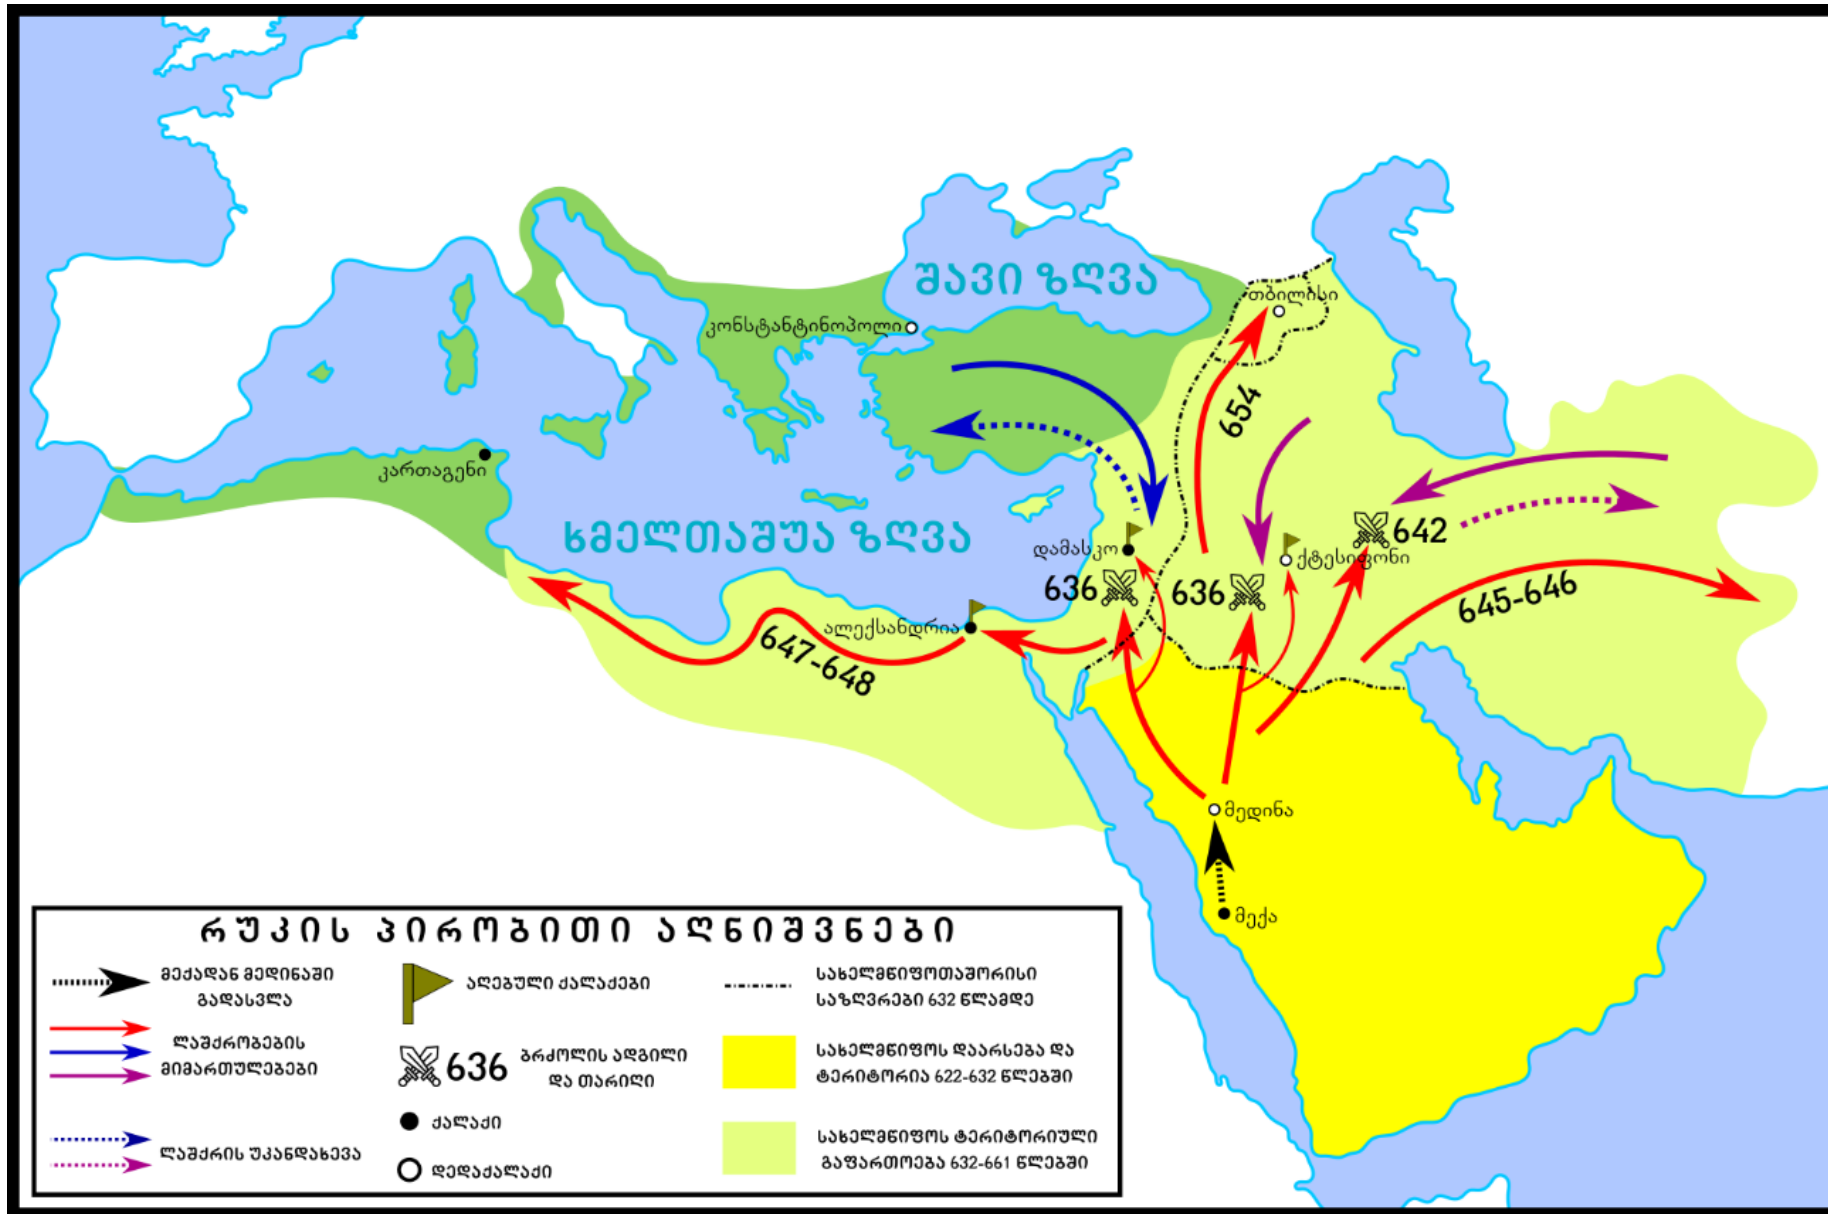 შავი ზღვა
თბილისი
კონსტანტინოპოლი
654
კართაგენი
ხმელთაშუა ზღვა
დამასკო
642
ქტესიფონი
636
636
645-646
ალექსანდრია
647-648
მედინა
მექა
რუკის პირობითი აღნიშვნები
მექადან მედინაში
გადასვლა
ლაშქრობების
მიმართულებები
ლაშქრის უკანდახევა
აღებული ქალაქები
636
ბრძოლის ადგილი
და თარიღი
ქალაქი
დედაქალაქი
სახელმწიფოთაშორისი
საზღვრები 632 წლამდე
სახელმწიფოს დაარსება და
ტერიტორია 622-632 წლებში
სახელმწიფოს ტერიტორიული
გაფართოება 632-661 წლებში